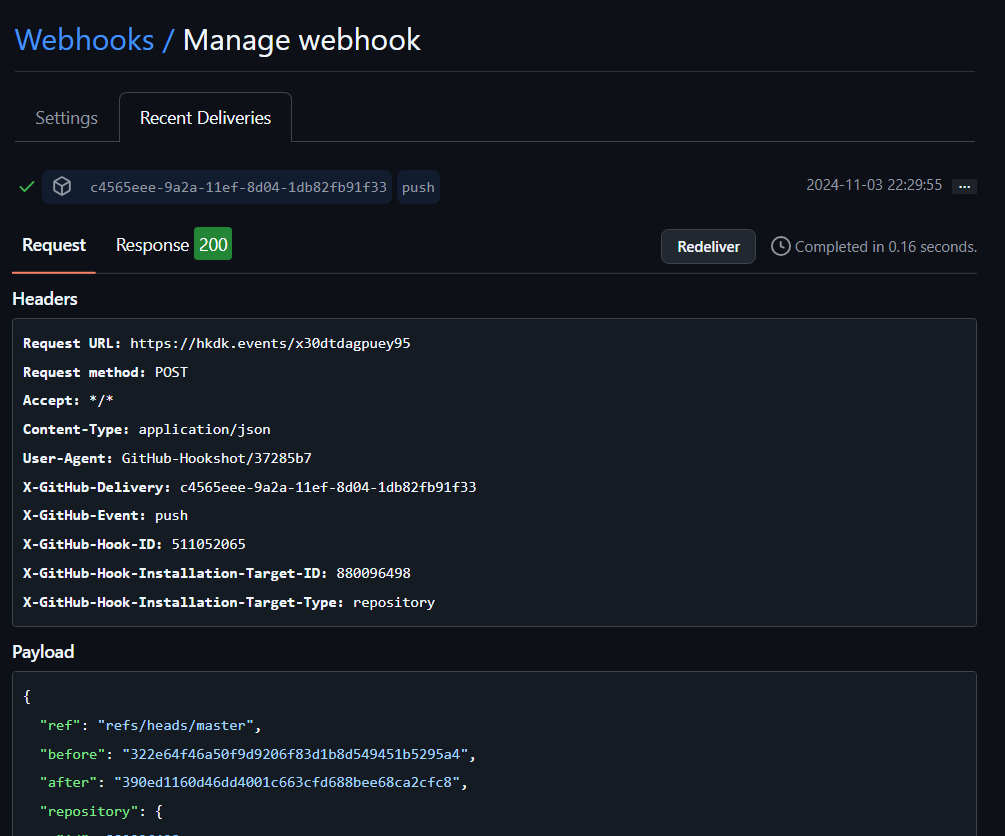 Webhooks / Manage webhook
Settings
Recent Deliveries
c4565eee-9a2a-11ef-8d04-1db82fb91f33 push 2024-11-03 22:29:55 ...
Request Response 200 Redeliver Completed in 0.16 seconds.
Headers
Request URL: https://hkdk.events/x30dtdagpuey95
Request method: POST
Accept: */*
Content-Type: application/json
User-Agent: GitHub-Hookshot/37285b7
X-GitHub-Delivery: c4565eee-9a2a-11ef-8d04-1db82fb91f33
X-GitHub-Event: push
X-GitHub-Hook-ID: 511052065
X-GitHub-Hook-Installation-Target-ID: 880096498
X-GitHub-Hook-Installation-Target-Type: repository
Payload
{
"ref": "refs/heads/master",
"before": "322e64f46a50f9d9206f83d1b8d549451b5295a4",
"after": "390ed1160d46dd4001c663cfd688bee68ca2cfc8",
"repository": {